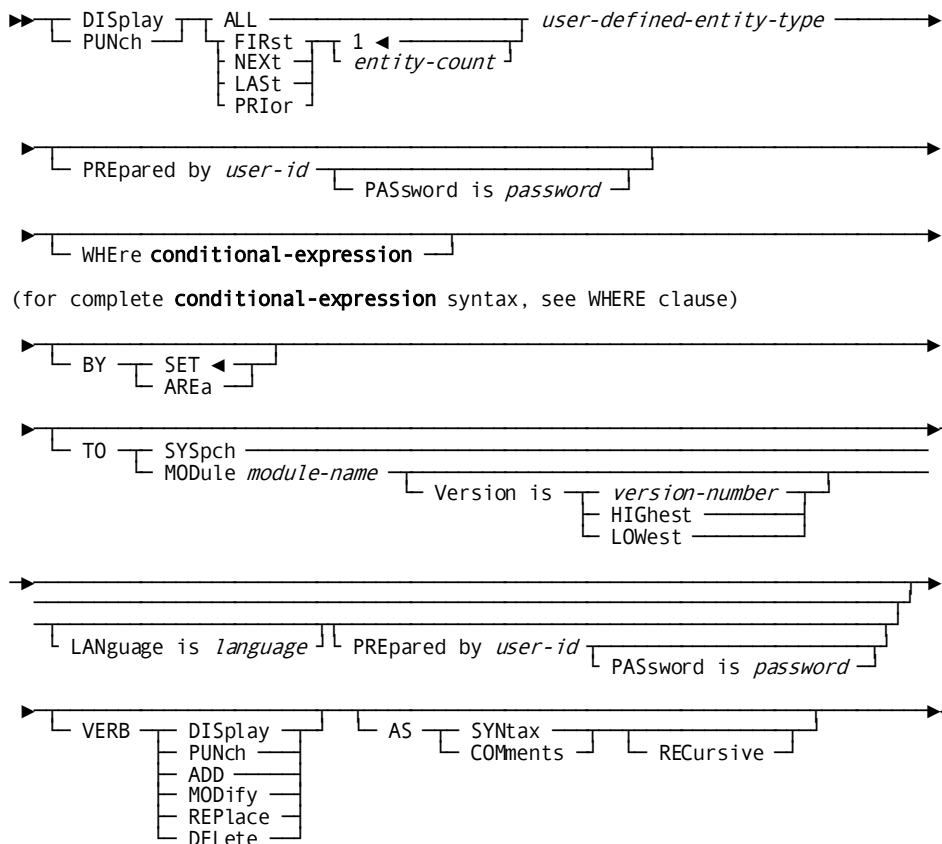 DISplay ALL user-defined-entity-type
PUNch FIRst 1
NEXt entity-count
LASt
PRIor
PREpared by user-id
PASsword is password
WHEre conditional-expression
(for complete conditional-expression syntax, see WHERE clause)
BY SET
AREa
TO SYSpch
MODule module-name
Version is version-number
HIGhest
LOWest
LANguage is language PREpared by user-id
PASsword is password
VERB DISplay AS SYNtax
PUNch COMments RECursive
ADD
MODify
REPlace
DELete